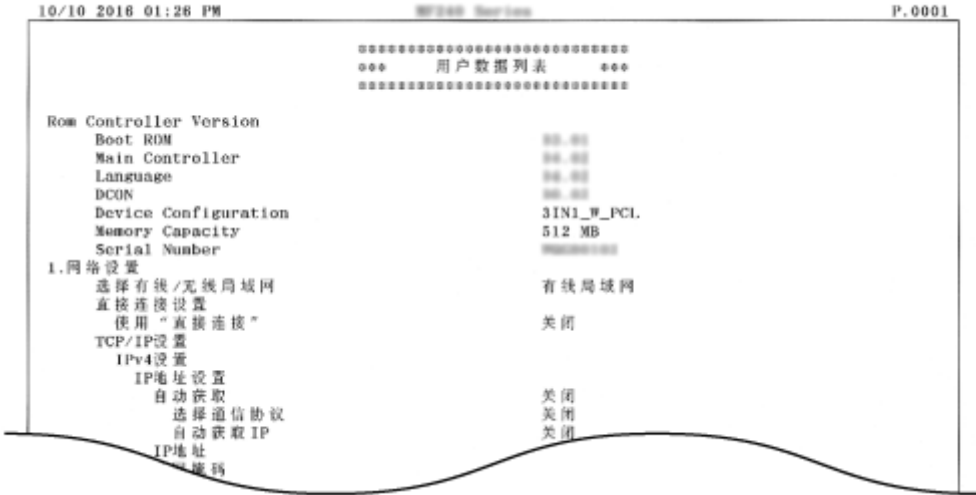 10/10 2016 01:26 PM P.0001
用户数据列表
Rom Controller Version
Boot ROM
Main Controller
Language
DCON
Device Configuration 3IN1_W_PCL
Memory Capacity 512 MB
Serial Number
1.网络设置
选择有线/无线局域网 有线局域网
直接连接设置
使用“直接连接” 关闭
TCP/IP设置
IPv4设置
IP地址设置
自动获取 关闭
选择通信协议 关闭
自动获取IP 关闭
IP地址
掩码